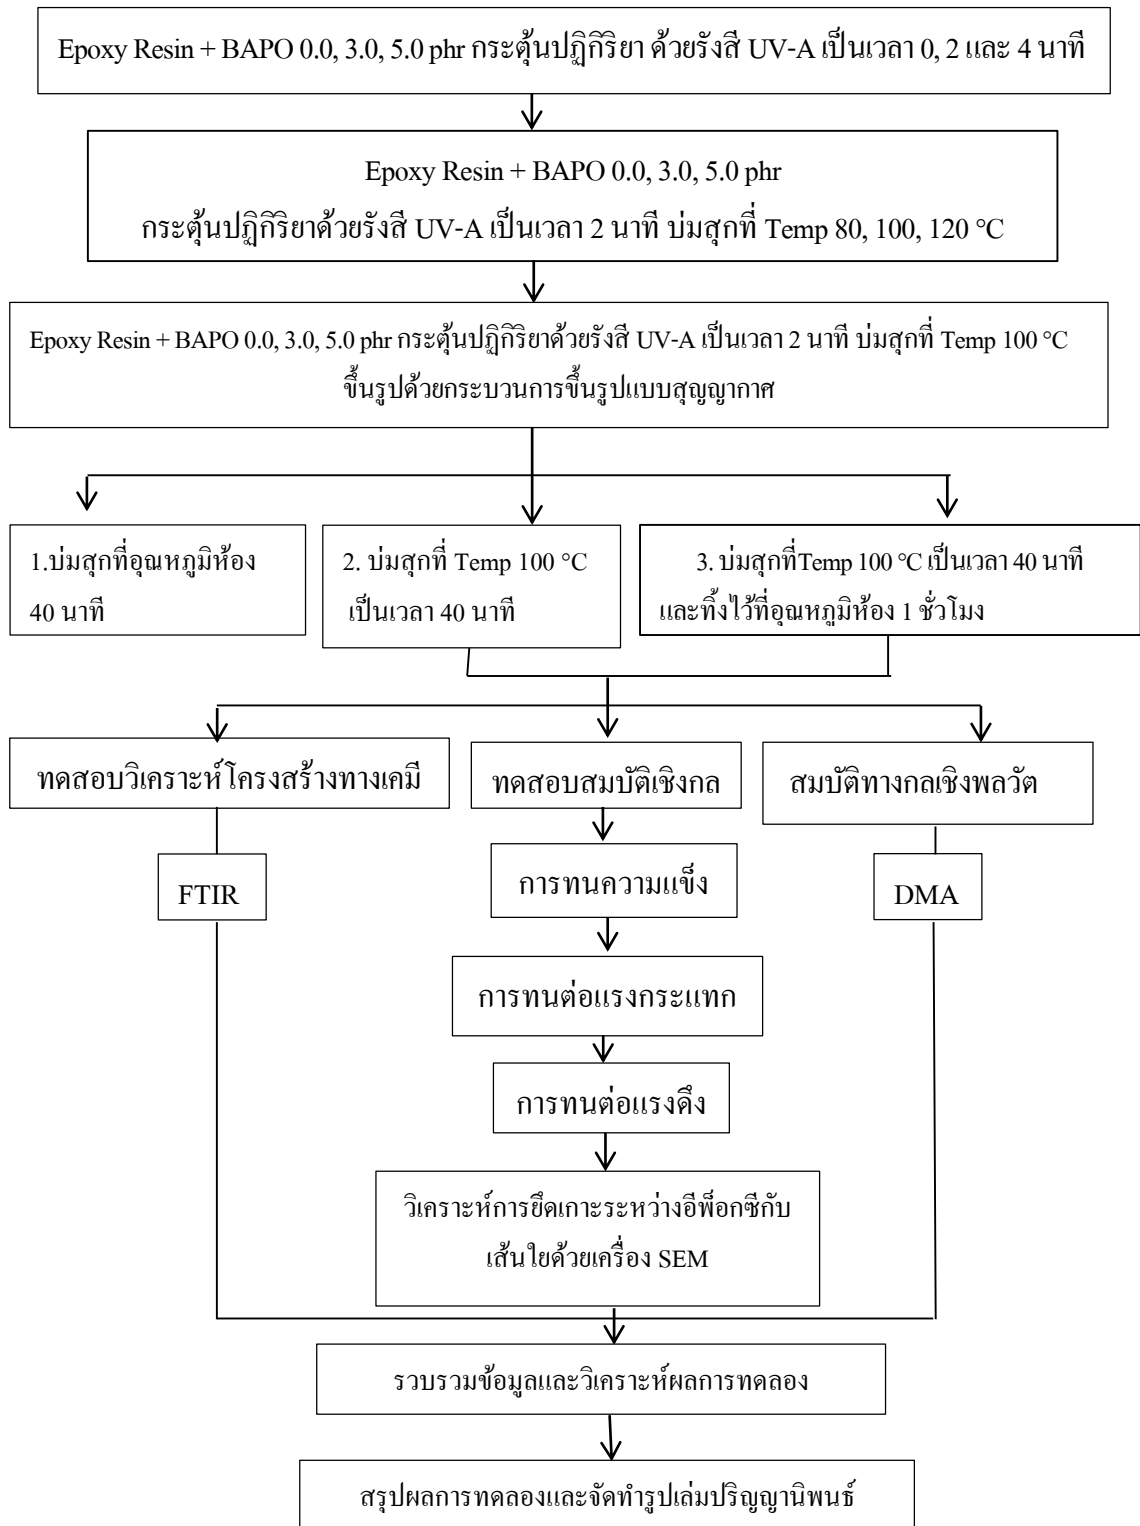 Epoxy Resin + BAPO 0.0, 3.0, 5.0 phr กระตุ้นปฏิกิริยา ด้วยรังสี UV-A เป็นเวลา 0, 2 และ 4 นาที
Epoxy Resin + BAPO 0.0, 3.0, 5.0 phr
กระตุ้นปฏิกิริยาด้วยรังสี UV-A เป็นเวลา 2 นาที บ่มสุกที่ Temp 80, 100, 120 °C
Epoxy Resin + BAPO 0.0, 3.0, 5.0 phr กระตุ้นปฏิกิริยาด้วยรังสี UV-A เป็นเวลา 2 นาที บ่มสุกที่ Temp 100 °C
ขึ้นรูปด้วยกระบวนการขึ้นรูปแบบสุญญากาศ
1.บ่มสุกที่อุณหภูมิห้อง
40 นาที
2. บ่มสุกที่ Temp 100 °C
เป็นเวลา 40 นาที
3. บ่มสุกที่Temp 100 °C เป็นเวลา 40 นาที
และทิ้งไว้ที่อุณหภูมิห้อง 1 ชั่วโมง
ทดสอบวิเคราะห์โครงสร้างทางเคมี
ทดสอบสมบัติเชิงกล
สมบัติทางกลเชิงพลวัต
FTIR
การทนความแข็ง
DMA
การทนต่อแรงกระแทก
การทนต่อแรงดึง
วิเคราะห์การยึดเกาะระหว่างอีพ็อกซีกับ
เส้นใยด้วยเครื่อง SEM
รวบรวมข้อมูลและวิเคราะห์ผลการทดลอง
สรุปผลการทดลองและจัดทำรูปเล่มปริญญานิพนธ์